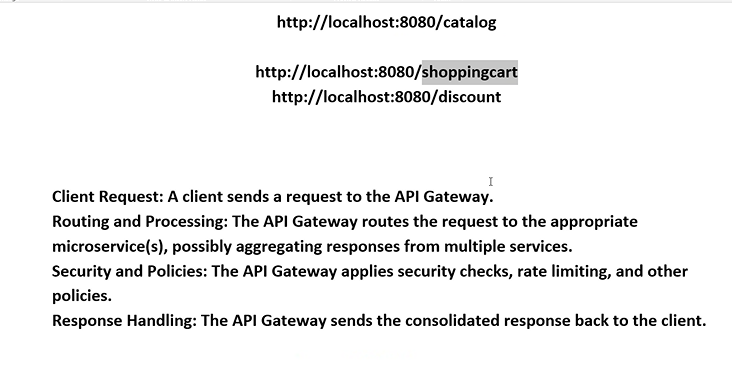 http://localhost:8080/catalog
http://localhost:8080/shoppingcart
http://localhost:8080/discount
Client Request: A client sends a request to the API Gateway.
Routing and Processing: The API Gateway routes the request to the appropriate
microservice(s), possibly aggregating responses from multiple services.
Security and Policies: The API Gateway applies security checks, rate limiting, and other
policies.
Response Handling: The API Gateway sends the consolidated response back to the client.